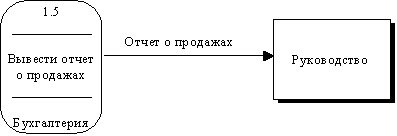 1.5
Вывести отчет
о продажах
Бухгалтерия
Отчет о продажах
Руководство